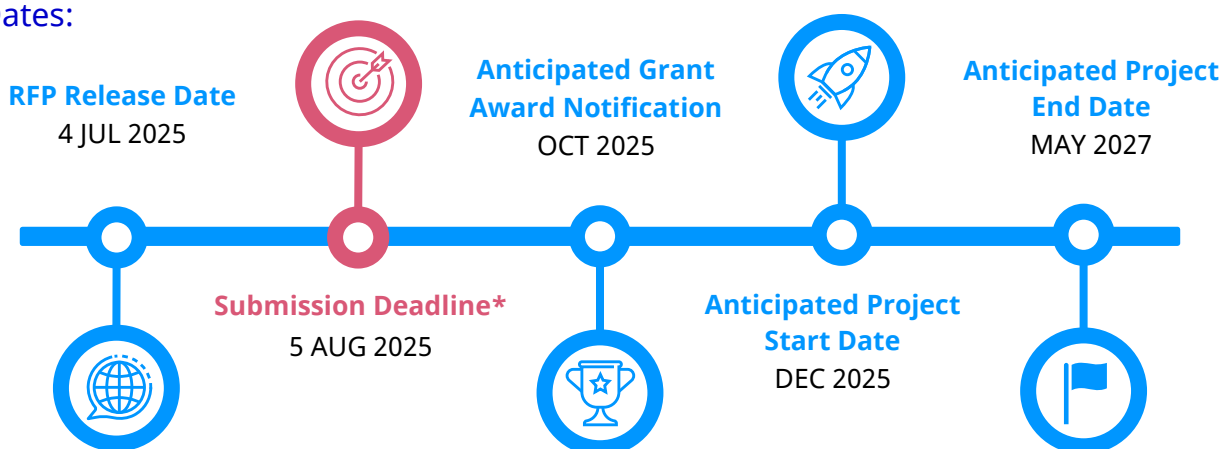 RFP Release Date
4 JUL 2025
Submission Deadline*
5 AUG 2025
Anticipated Grant
Award Notification
OCT 2025
Anticipated Project
Start Date
DEC 2025
Anticipated Project
End Date
MAY 2027